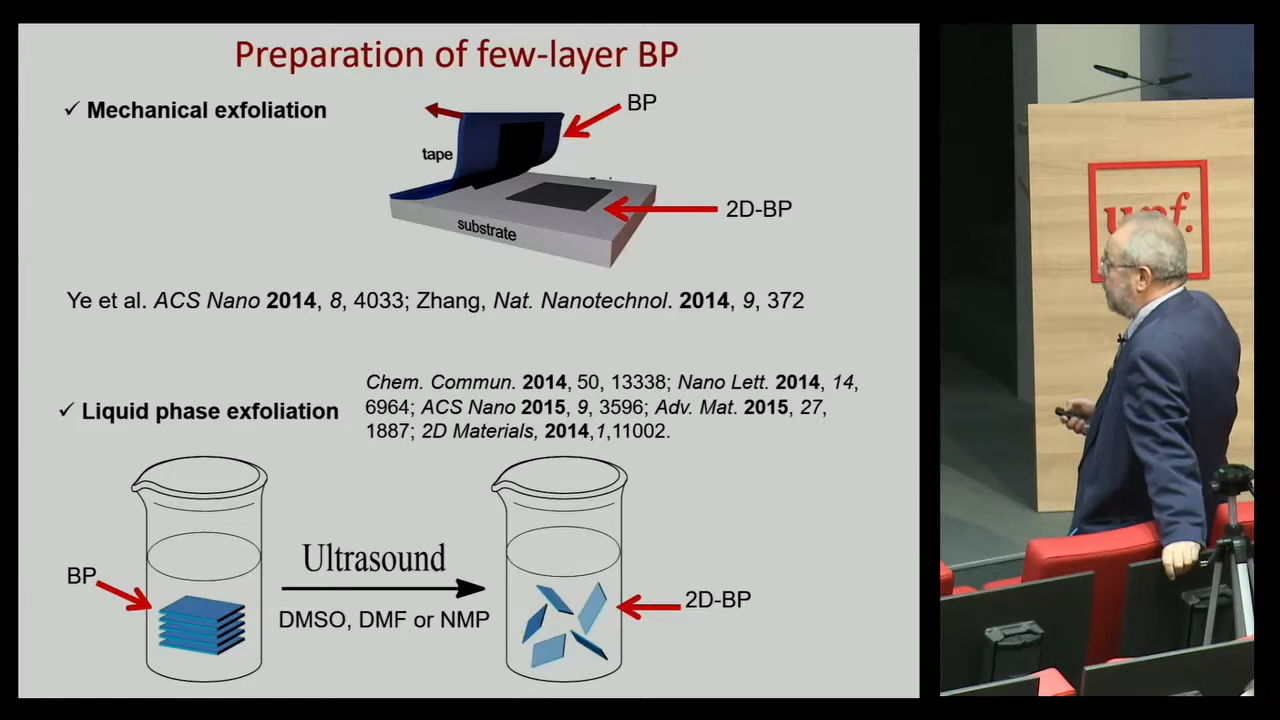 Preparation of few-layer BP
✓ Mechanical exfoliation
BP
tape
2D-BP
substrate
Ye et al. ACS Nano 2014, 8, 4033; Zhang, Nat. Nanotechnol. 2014, 9, 372
Chem. Commun. 2014, 50, 13338; Nano Lett. 2014, 14,
6964; ACS Nano 2015, 9, 3596; Adv. Mat. 2015, 27,
1887; 2D Materials, 2014,1,11002.
✓ Liquid phase exfoliation
Ultrasound
BP
DMSO, DMF or NMP
2D-BP
upf.